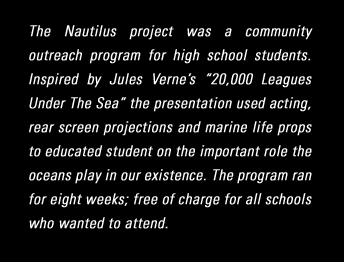 The Nautilus project was a community
outreach program for high school students.
Inspired by Jules Verne's "20,000 Leagues
Under The Sea" the presentation used acting,
rear screen projections and marine life props
to educated student on the important role the
oceans play in our existence. The program ran
for eight weeks; free of charge for all schools
who wanted to attend.